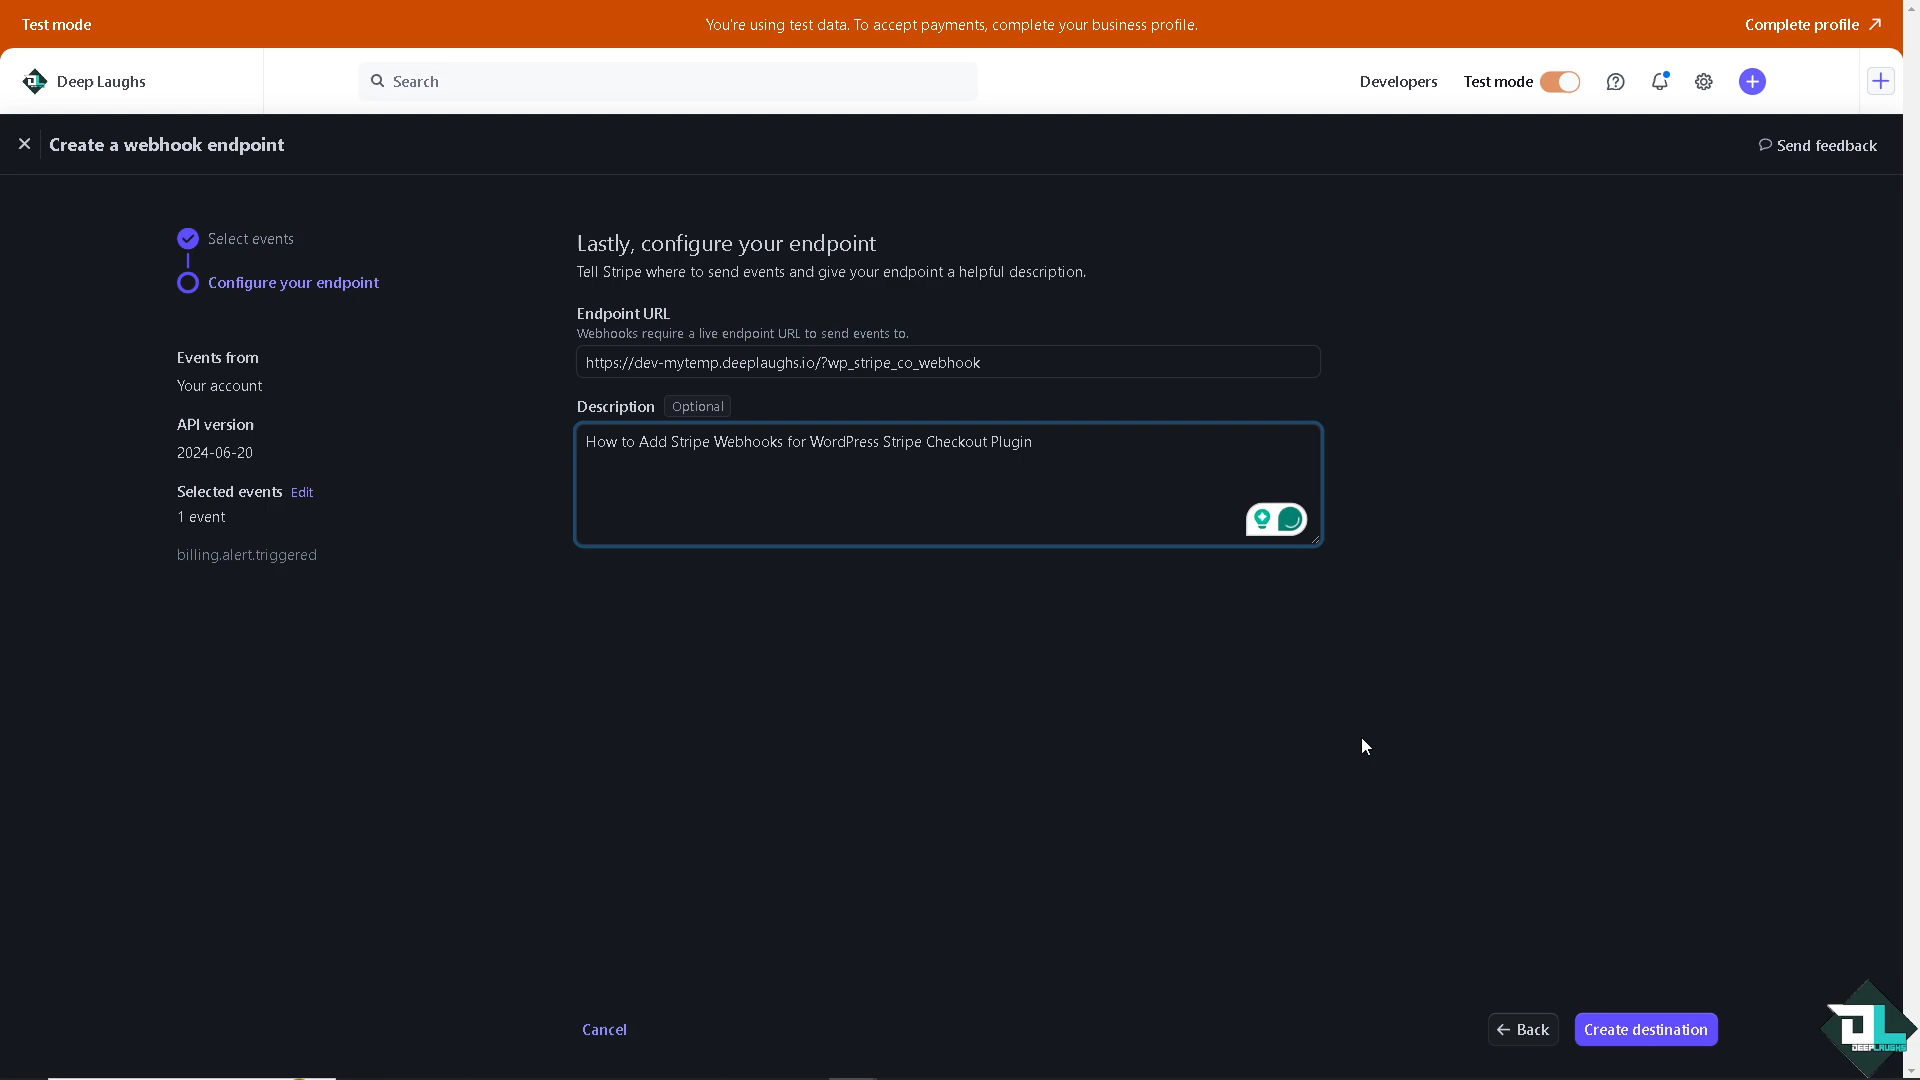 Test mode
You're using test data. To accept payments, complete your business profile.
Complete profile
Deep Laughs
Search
Developers
Test mode
Create a webhook endpoint
Send feedback
Select events
Configure your endpoint
Events from
Your account
API version
2024-06-20
Selected events Edit
1 event
billing.alert.triggered
Lastly, configure your endpoint
Tell Stripe where to send events and give your endpoint a helpful description.
Endpoint URL
Webhooks require a live endpoint URL to send events to.
https://dev-mytemp.deeplaughs.io/?wp_stripe_co_webhook
Description Optional
How to Add Stripe Webhooks for WordPress Stripe Checkout Plugin
Cancel
Back
Create destination
DEEPLAUGHS